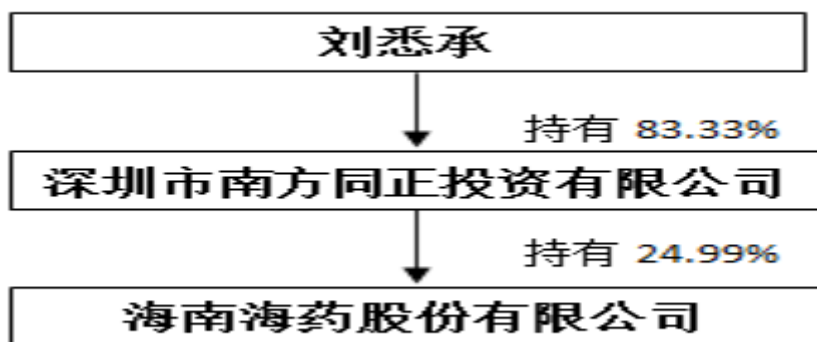 刘悉承
持有 83.33%
深圳市南方同正投资有限公司
持有 24.99%
海南海药股份有限公司